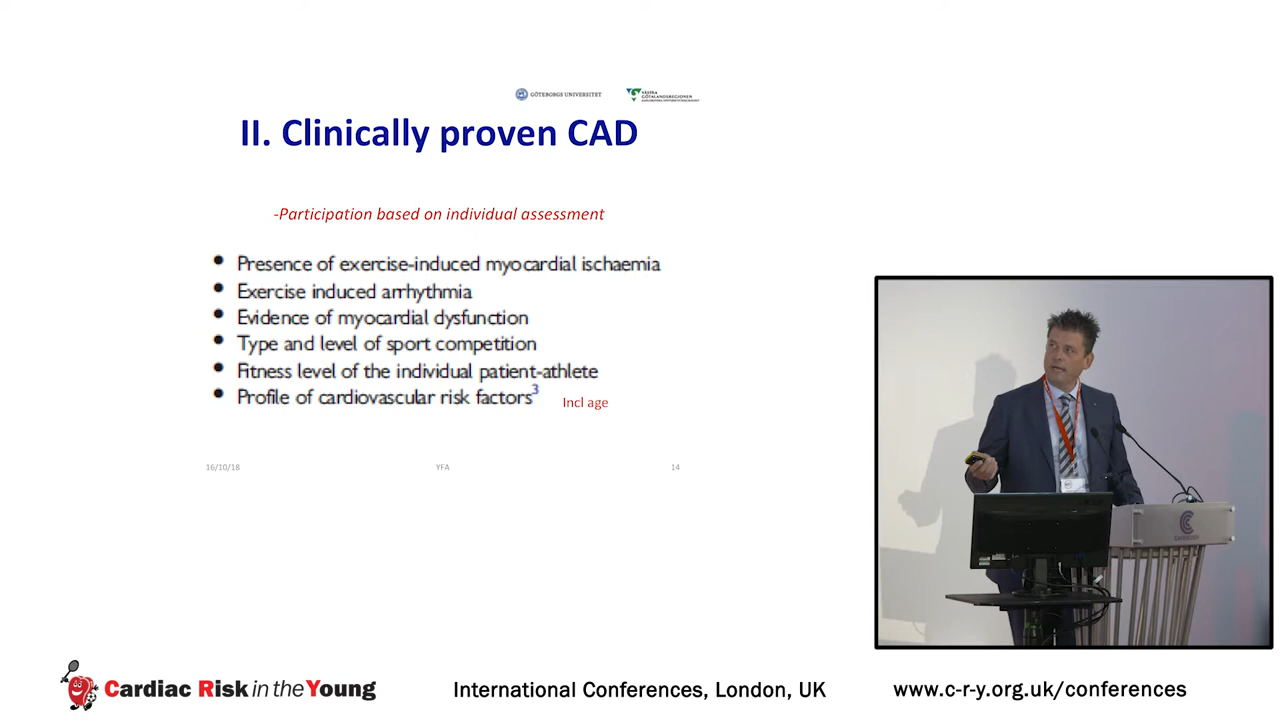 GÖTEBORGS UNIVERSITET
VÄSTRA
GÖTALANDSREGIONEN
II. Clinically proven CAD
-Participation based on individual assessment
• Presence of exercise-induced myocardial ischaemia
• Exercise induced arrhythmia
• Evidence of myocardial dysfunction
• Type and level of sport competition
• Fitness level of the individual patient-athlete
• Profile of cardiovascular risk factors3
Incl age
16/10/18
YFA
14
Cardiac Risk in the Young
International Conferences, London, UK
www.c-r-y.org.uk/conferences